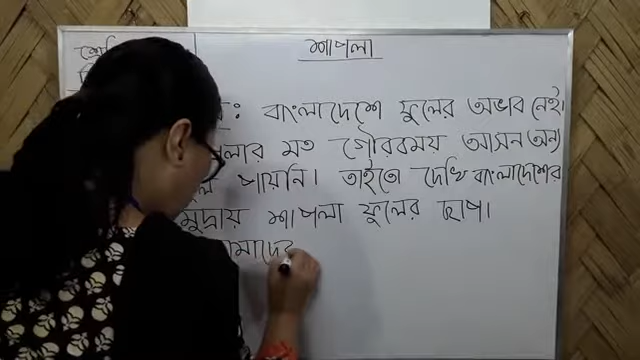 শাপলা
শ্রেণি
বাংলাদেশে ফুলের অভাব নেই।
মত গৌরবময় আসন অন্য
পায়নি। তাইতো দেখি বাংলাদেশের
মুদ্রায় শাপলা ফুলের ছাপ।